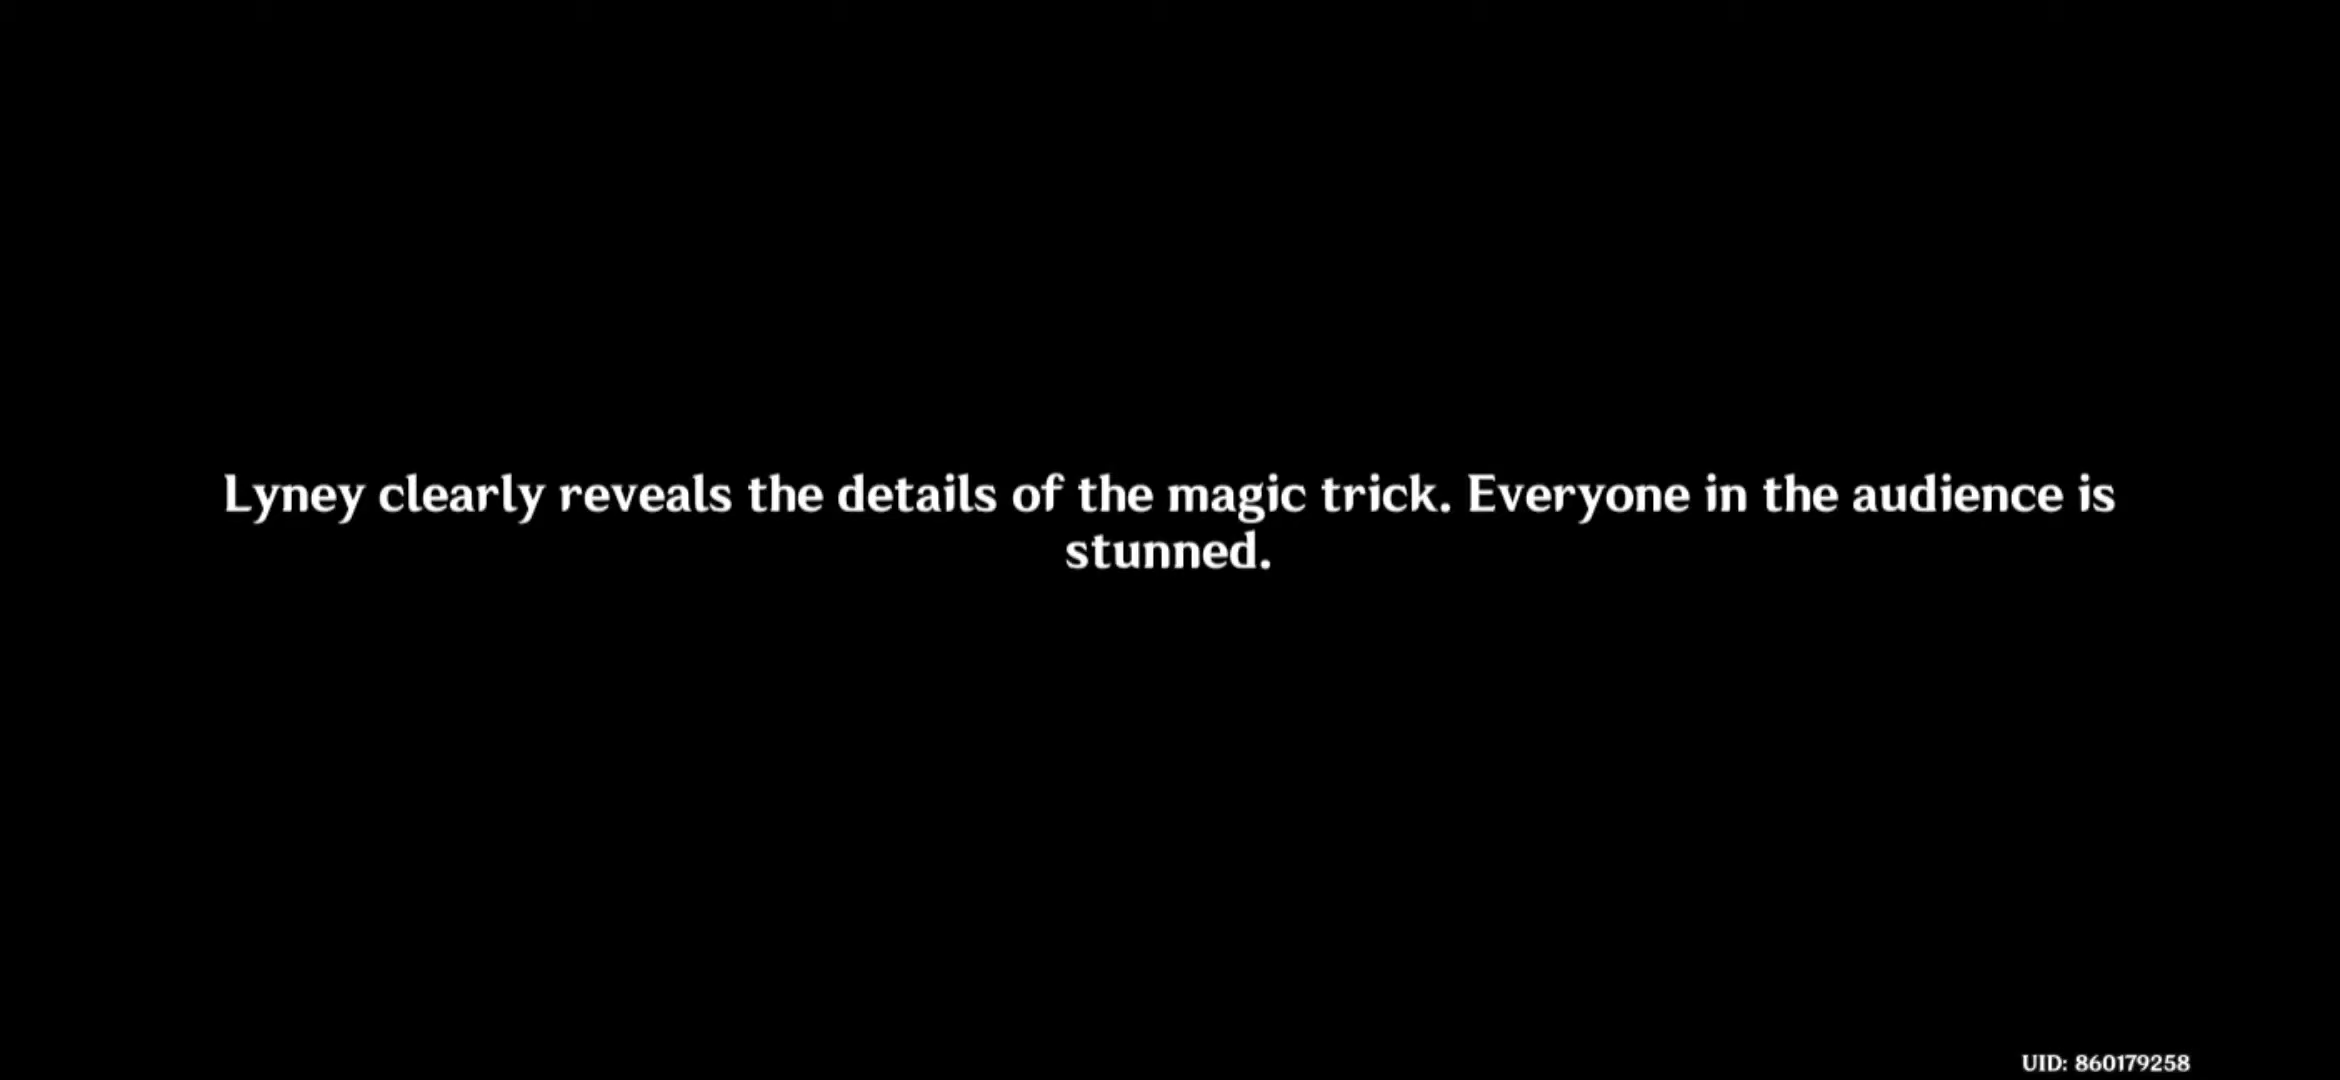 Lyney clearly reveals the details of the magic trick. Everyone in the audience is
stunned.
UID: 860179258